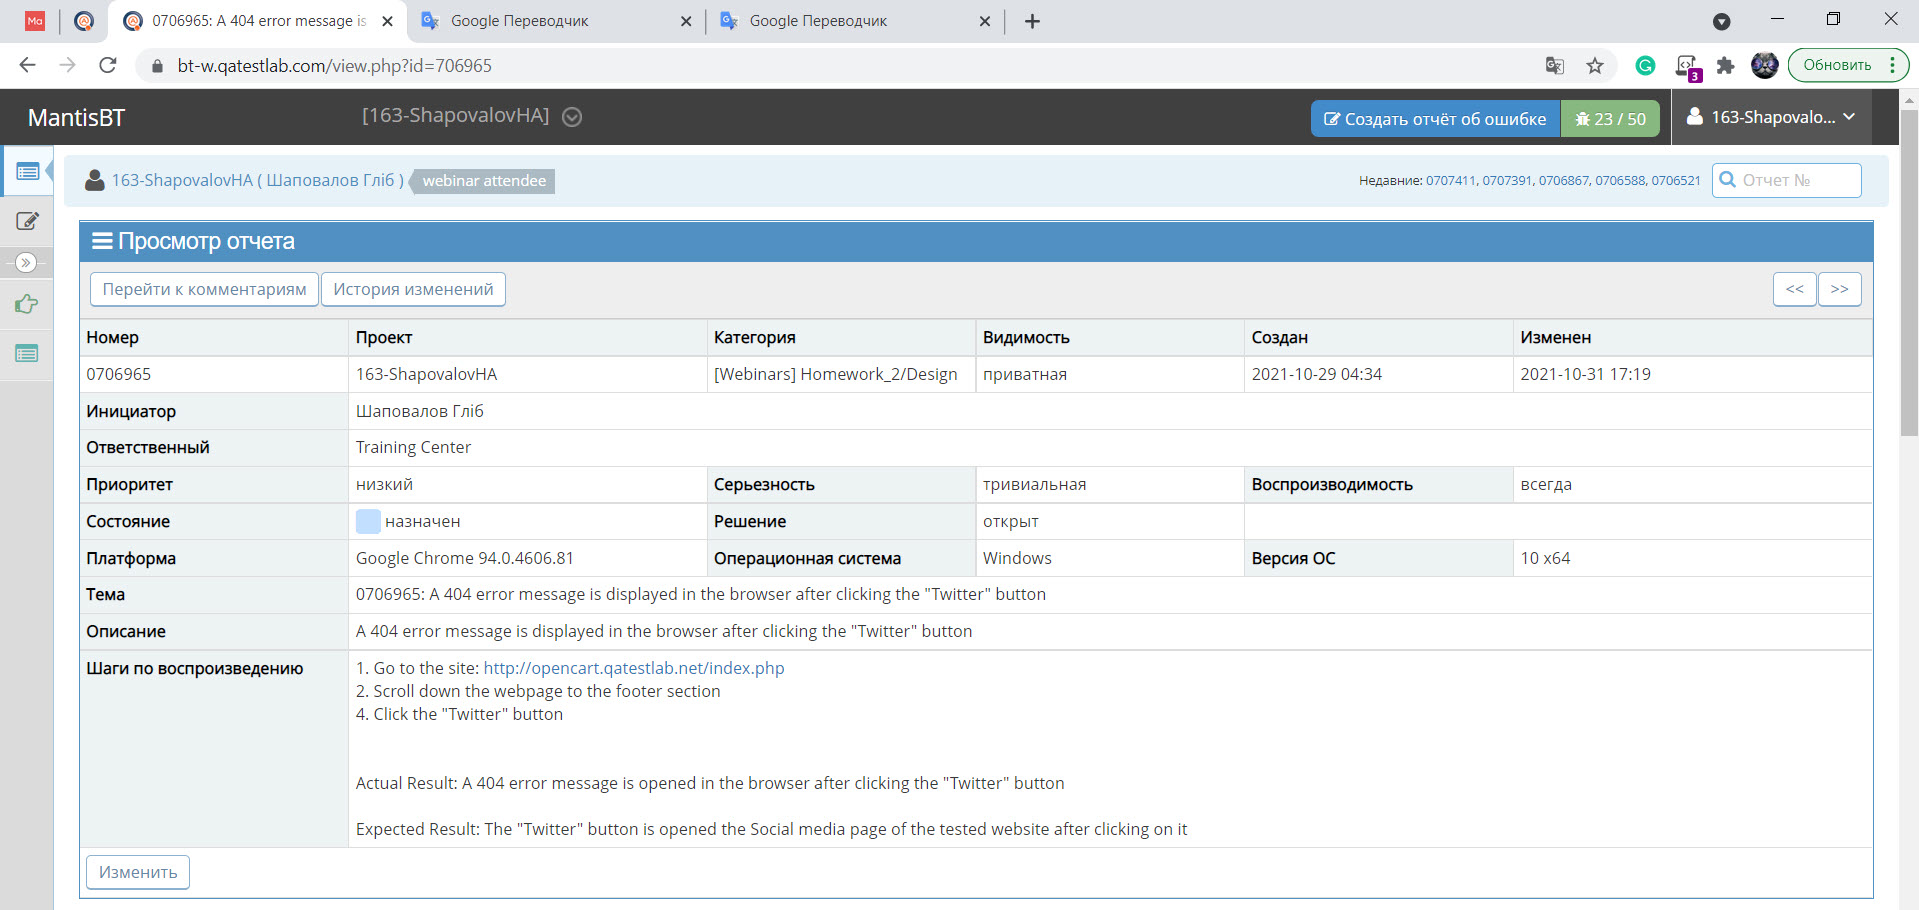 Ma
0706965: A 404 error message is
Google Переводчик
Google Переводчик
bt-w.qatestlab.com/view.php?id=706965
3
Обновить
MantisBT
[163-ShapovalovHA]
Создать отчёт об ошибке
23 / 50
163-Shapovalo...
163-ShapovalovHA ( Шаповалов Гліб )
webinar attendee
Недавние: 0707411, 0707391, 0706867, 0706588, 0706521
Отчет №
Просмотр отчета
Перейти к комментариям
История изменений
<<
>>
Номер Проект Категория Видимость Создан Изменен
0706965 163-ShapovalovHA [Webinars] Homework_2/Design приватная 2021-10-29 04:34 2021-10-31 17:19
Инициатор Шаповалов Гліб
Ответственный Training Center
Приоритет низкий Серьезность тривиальная Воспроизводимость всегда
Состояние назначен Решение открыт
Платформа Google Chrome 94.0.4606.81 Операционная система Windows Версия ОС 10 x64
Тема 0706965: A 404 error message is displayed in the browser after clicking the "Twitter" button
Описание A 404 error message is displayed in the browser after clicking the "Twitter" button
Шаги по воспроизведению 1. Go to the site: http://opencart.qatestlab.net/index.php
2. Scroll down the webpage to the footer section
4. Click the "Twitter" button
Actual Result: A 404 error message is opened in the browser after clicking the "Twitter" button
Expected Result: The "Twitter" button is opened the Social media page of the tested website after clicking on it
Изменить